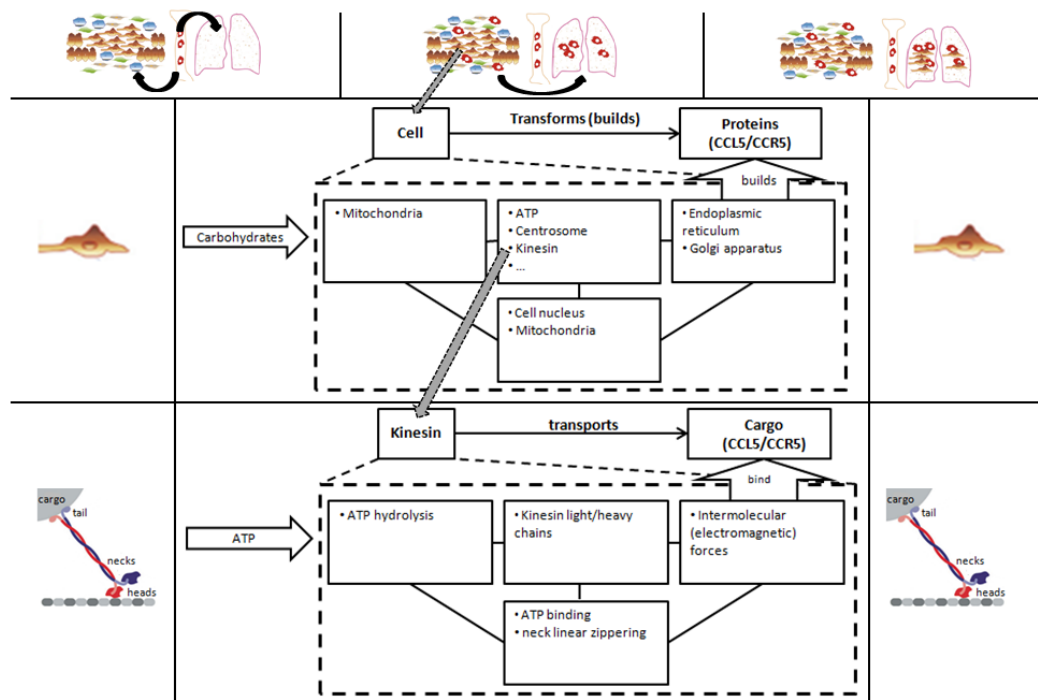 Cell
Transforms (builds)
Proteins
(CCL5/CCR5)
builds
Carbohydrates
• Mitochondria
• ATP
• Centrosome
• Kinesin
• ...
• Endoplasmic
reticulum
• Golgi apparatus
• Cell nucleus
• Mitochondria
Kinesin
transports
Cargo
(CCL5/CCR5)
bind
cargo
tail
necks
heads
ATP
• ATP hydrolysis
• Kinesin light/heavy
chains
• Intermolecular
(electromagnetic)
forces
• ATP binding
• neck linear zippering
cargo
tail
necks
heads